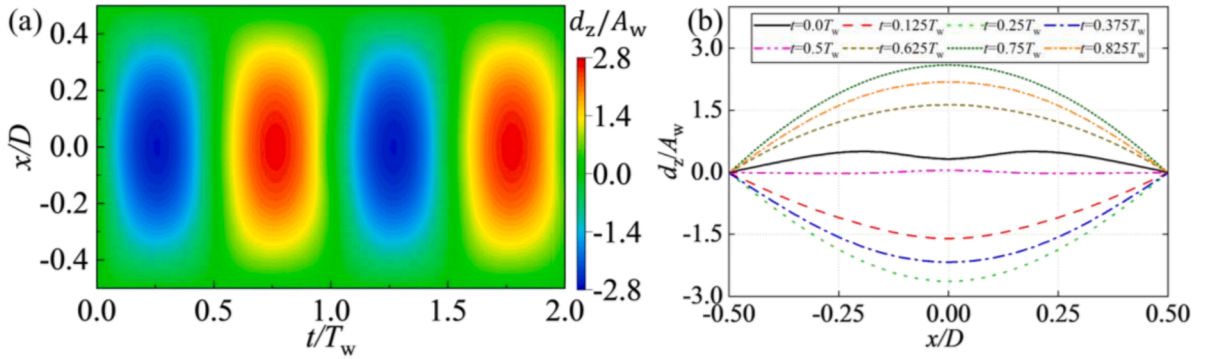 (a)
d_z/A_w
0.4
0.2
0.0
-0.2
-0.4
x/D
2.8
1.4
0.0
-1.4
-2.8
0.0 0.5 1.0 1.5 2.0
t/T_w
(b)
t=0.0T_w t=0.125T_w t=0.25T_w t=0.375T_w
t=0.5T_w t=0.625T_w t=0.75T_w t=0.825T_w
3.0
1.5
0.0
-1.5
-3.0
d_z/A_w
-0.50 -0.25 0.00 0.25 0.50
x/D